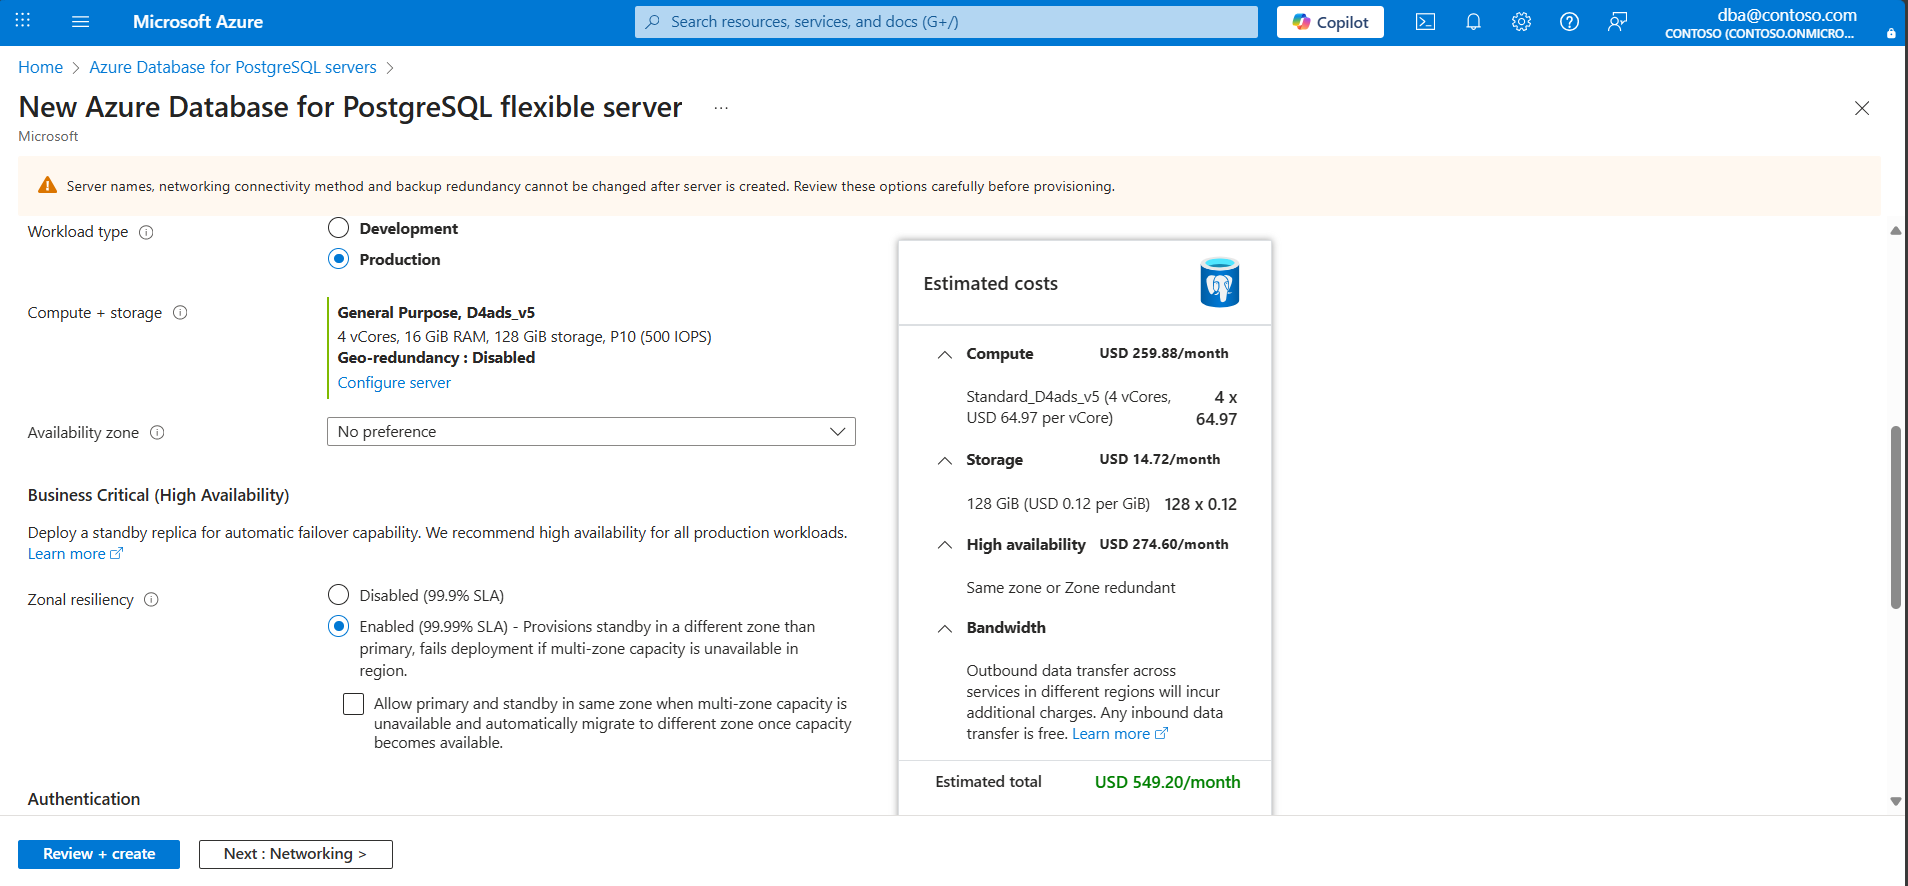 Microsoft Azure
Search resources, services, and docs (G+/)
Copilot
dba@contoso.com
CONTOSO (CONTOSO.ONMICRO...
Home > Azure Database for PostgreSQL servers >
New Azure Database for PostgreSQL flexible server ...
Microsoft
Server names, networking connectivity method and backup redundancy cannot be changed after server is created. Review these options carefully before provisioning.
Workload type
Development
Production
Compute + storage
General Purpose, D4ads_v5
4 vCores, 16 GiB RAM, 128 GiB storage, P10 (500 IOPS)
Geo-redundancy : Disabled
Configure server
Availability zone
No preference
Business Critical (High Availability)
Deploy a standby replica for automatic failover capability. We recommend high availability for all production workloads.
Learn more
Zonal resiliency
Disabled (99.9% SLA)
Enabled (99.99% SLA) - Provisions standby in a different zone than
primary, fails deployment if multi-zone capacity is unavailable in
region.
Allow primary and standby in same zone when multi-zone capacity is
unavailable and automatically migrate to different zone once capacity
becomes available.
Authentication
Estimated costs
Compute USD 259.88/month
Standard_D4ads_v5 (4 vCores, 4 x
USD 64.97 per vCore) 64.97
Storage USD 14.72/month
128 GiB (USD 0.12 per GiB) 128 x 0.12
High availability USD 274.60/month
Same zone or Zone redundant
Bandwidth
Outbound data transfer across
services in different regions will incur
additional charges. Any inbound data
transfer is free. Learn more
Estimated total USD 549.20/month
Review + create
Next : Networking >